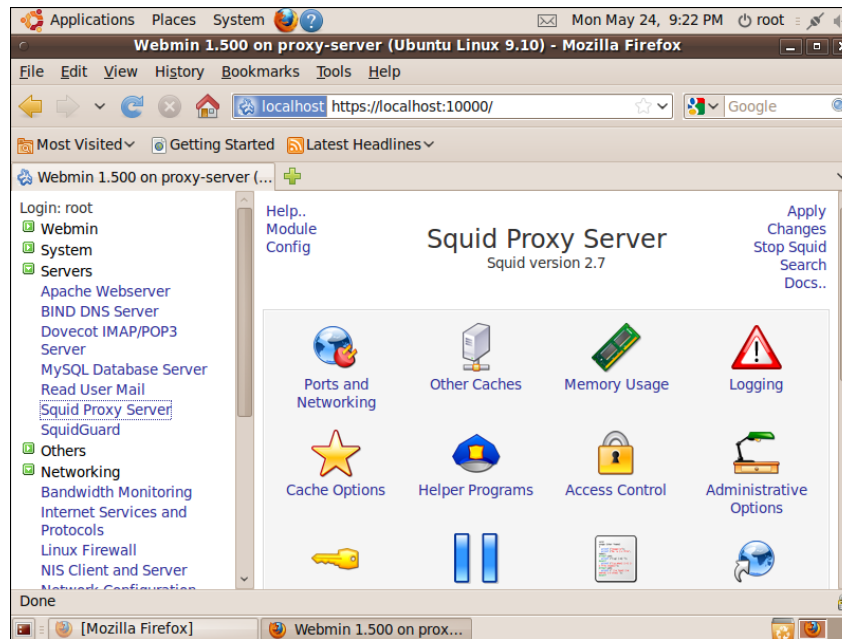 Applications Places System
Mon May 24, 9:22 PM root
Webmin 1.500 on proxy-server (Ubuntu Linux 9.10) - Mozilla Firefox
File Edit View History Bookmarks Tools Help
localhost https://localhost:10000/
Google
Most Visited Getting Started Latest Headlines
Webmin 1.500 on proxy-server (...
Login: root
Webmin
System
Servers
Apache Webserver
BIND DNS Server
Dovecot IMAP/POP3
Server
MySQL Database Server
Read User Mail
Squid Proxy Server
SquidGuard
Others
Networking
Bandwidth Monitoring
Internet Services and
Protocols
Linux Firewall
NIS Client and Server
Network Configuration
Help..
Module
Config
Squid Proxy Server
Squid version 2.7
Apply
Changes
Stop Squid
Search
Docs..
Ports and
Networking
Other Caches
Memory Usage
Logging
Cache Options
Helper Programs
Access Control
Administrative
Options
Done
[Mozilla Firefox]
Webmin 1.500 on prox...